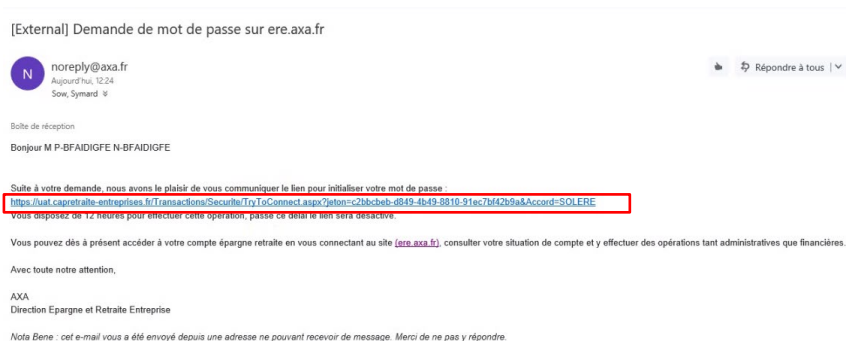 [External] Demande de mot de passe sur ere.axa.fr
N
noreply@axa.fr
Aujourd'hui, 12:24
Sow, Symard
Répondre à tous
Boîte de réception
Bonjour M P-BFAIDIGFE N-BFAIDIGFE
Suite à votre demande, nous avons le plaisir de vous communiquer le lien pour initialiser votre mot de passe :
https://uat.capretraite-entreprises.fr/Transactions/Securite/TryToConnect.aspx?jeton=c2bbcbeb-d849-4b49-8810-91ec7bf42b9a&Accord=SOLERE
Vous disposez de 12 heures pour effectuer cette opération, passé ce délai le lien sera désactivé.
Vous pouvez dès à présent accéder à votre compte épargne retraite en vous connectant au site (ere.axa.fr), consulter votre situation de compte et y effectuer des opérations tant administratives que financières.
Avec toute notre attention,
AXA
Direction Epargne et Retraite Entreprise
Nota Bene : cet e-mail vous a été envoyé depuis une adresse ne pouvant recevoir de message. Merci de ne pas y répondre.